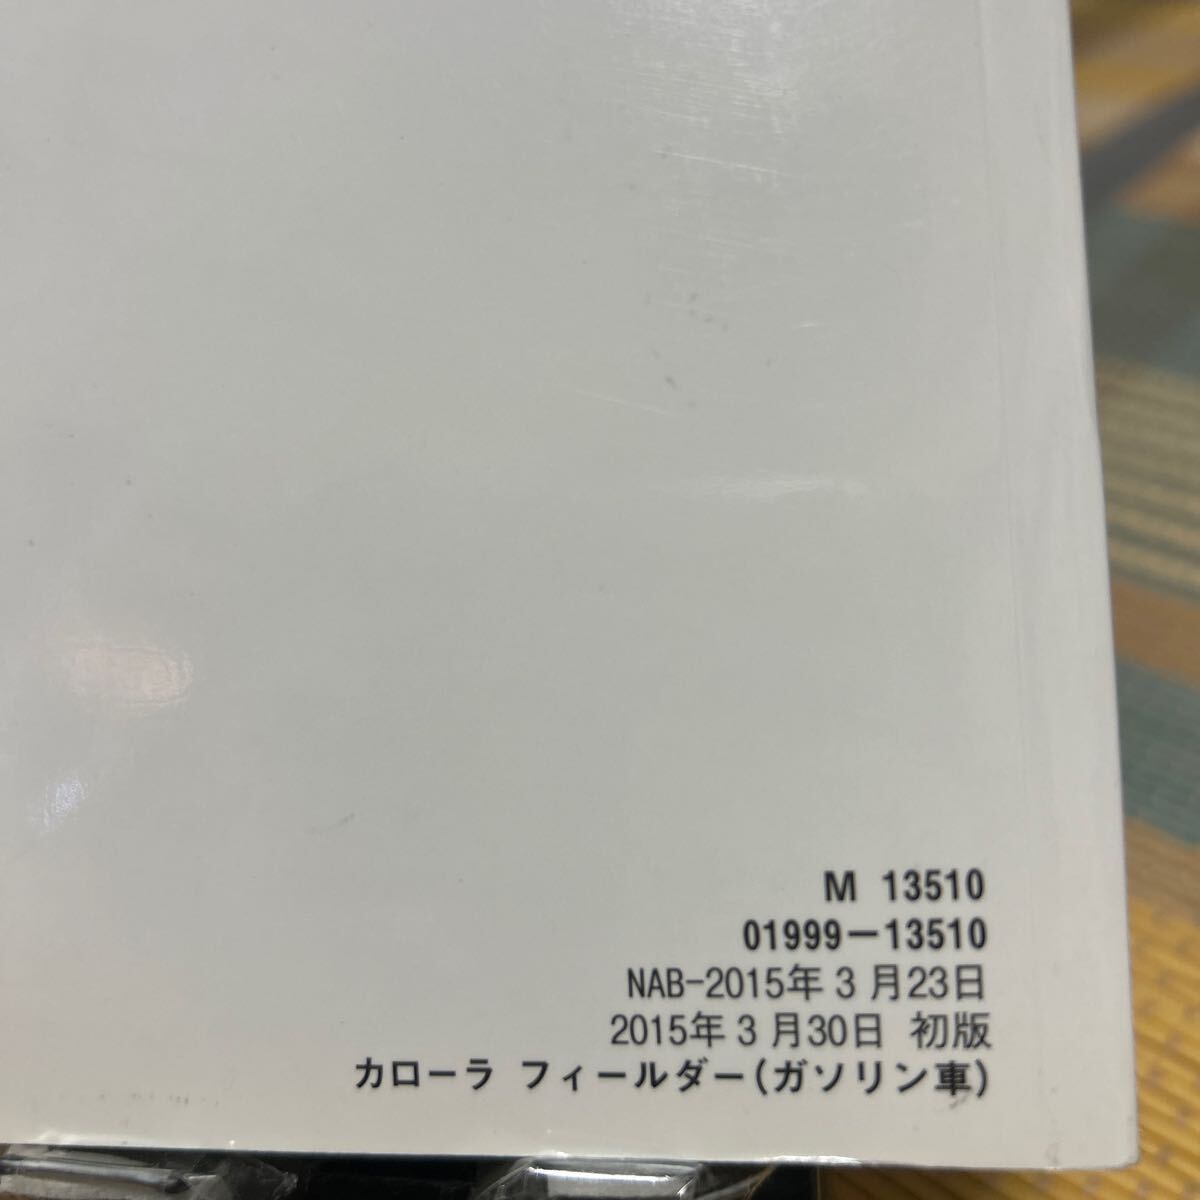 M 13510
01999-13510
NAB-2015年3月23日
2015年3月30日 初版
カローラ フィールダー(ガソリン車)